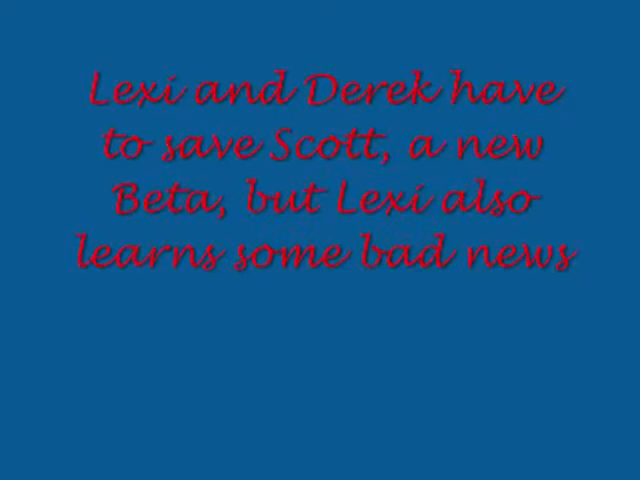 Lexi and Derek have
to save Scott, a new
Beta, but Lexi also
learns some bad news